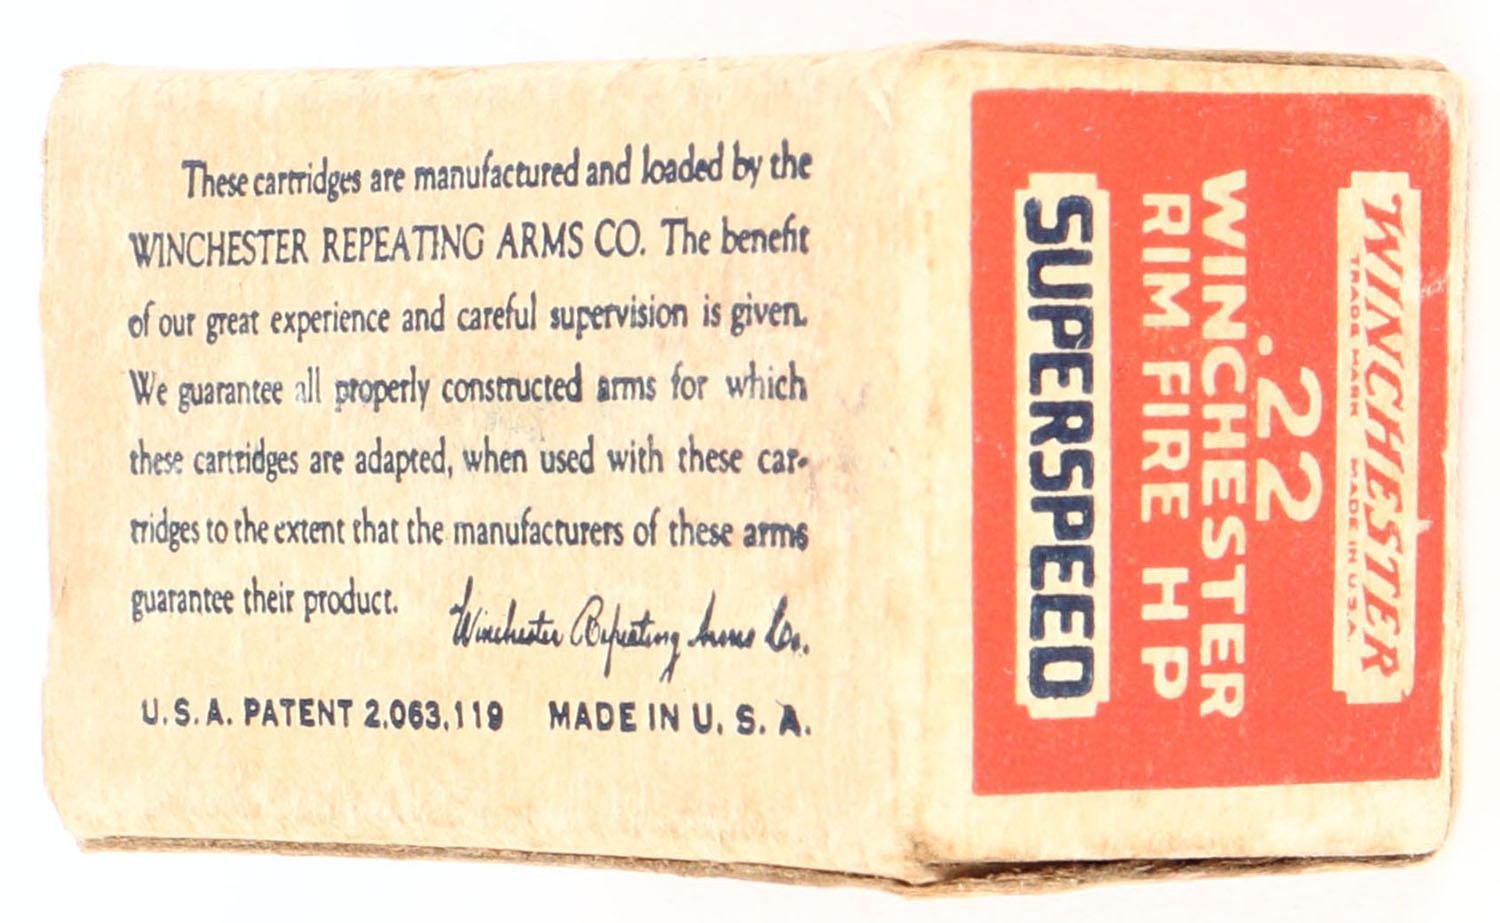 These cartridges are manufactured and loaded by the
WINCHESTER REPEATING ARMS CO. The benefit
of our great experience and careful supervision is given.
We guarantee all properly constructed arms for which
these cartridges are adapted, when used with these car-
tridges to the extent that the manufacturers of these arms
guarantee their product.
Winchester Repeating Arms Co.
U.S.A. PATENT 2,063,119 MADE IN U.S.A.
WINCHESTER
TRADE MARK MADE IN U.S.A.
.22
WINCHESTER
RIM FIRE HP
SUPERSPEED